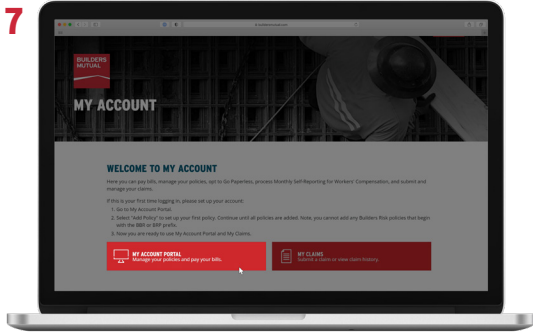 7
buildersmutual.com
BUILDERS
MUTUAL
MY ACCOUNT
WELCOME TO MY ACCOUNT
Here you can pay bills, manage your policies, opt to Go Paperless, process Monthly Self-Reporting for Workers' Compensation, and submit and
manage your claims.
If this is your first time logging in, please set up your account:
1. Go to My Account Portal.
2. Select "Add Policy" to set up your first policy. Continue until all policies are added. Note, you cannot add any Builders Risk policies that begin
with the BBR or BRP prefix.
3. Now you are ready to use My Account Portal and My Claims.
MY ACCOUNT PORTAL
Manage your policies and pay your bills.
MY CLAIMS
Submit a claim or view claim history.